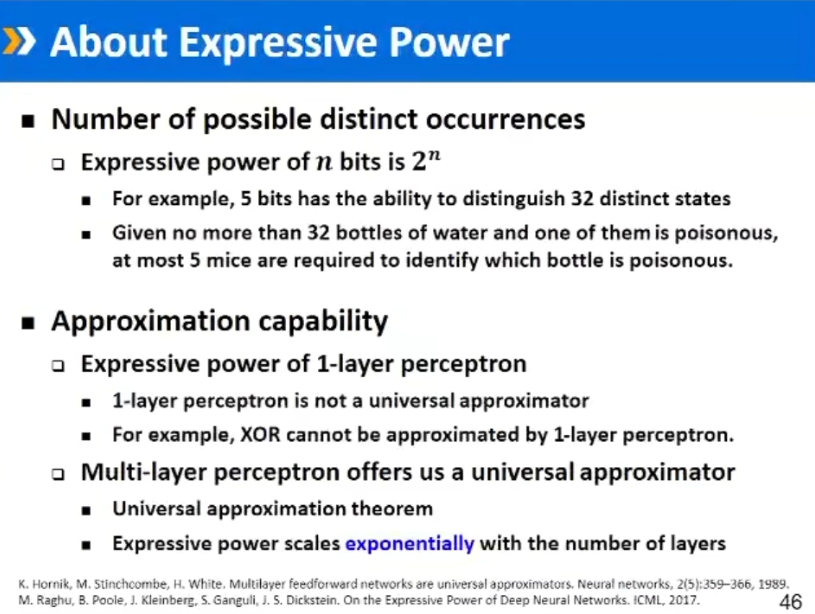 » About Expressive Power
■ Number of possible distinct occurrences
❑ Expressive power of n bits is 2ⁿ
■ For example, 5 bits has the ability to distinguish 32 distinct states
■ Given no more than 32 bottles of water and one of them is poisonous,
at most 5 mice are required to identify which bottle is poisonous.
■ Approximation capability
❑ Expressive power of 1-layer perceptron
■ 1-layer perceptron is not a universal approximator
■ For example, XOR cannot be approximated by 1-layer perceptron.
❑ Multi-layer perceptron offers us a universal approximator
■ Universal approximation theorem
■ Expressive power scales exponentially with the number of layers
K. Hornik, M. Stinchcombe, H. White. Multilayer feedforward networks are universal approximators. Neural networks, 2(5):359–366, 1989.
M. Raghu, B. Poole, J. Kleinberg, S. Ganguli, J. S. Dickstein. On the Expressive Power of Deep Neural Networks. ICML, 2017.
46